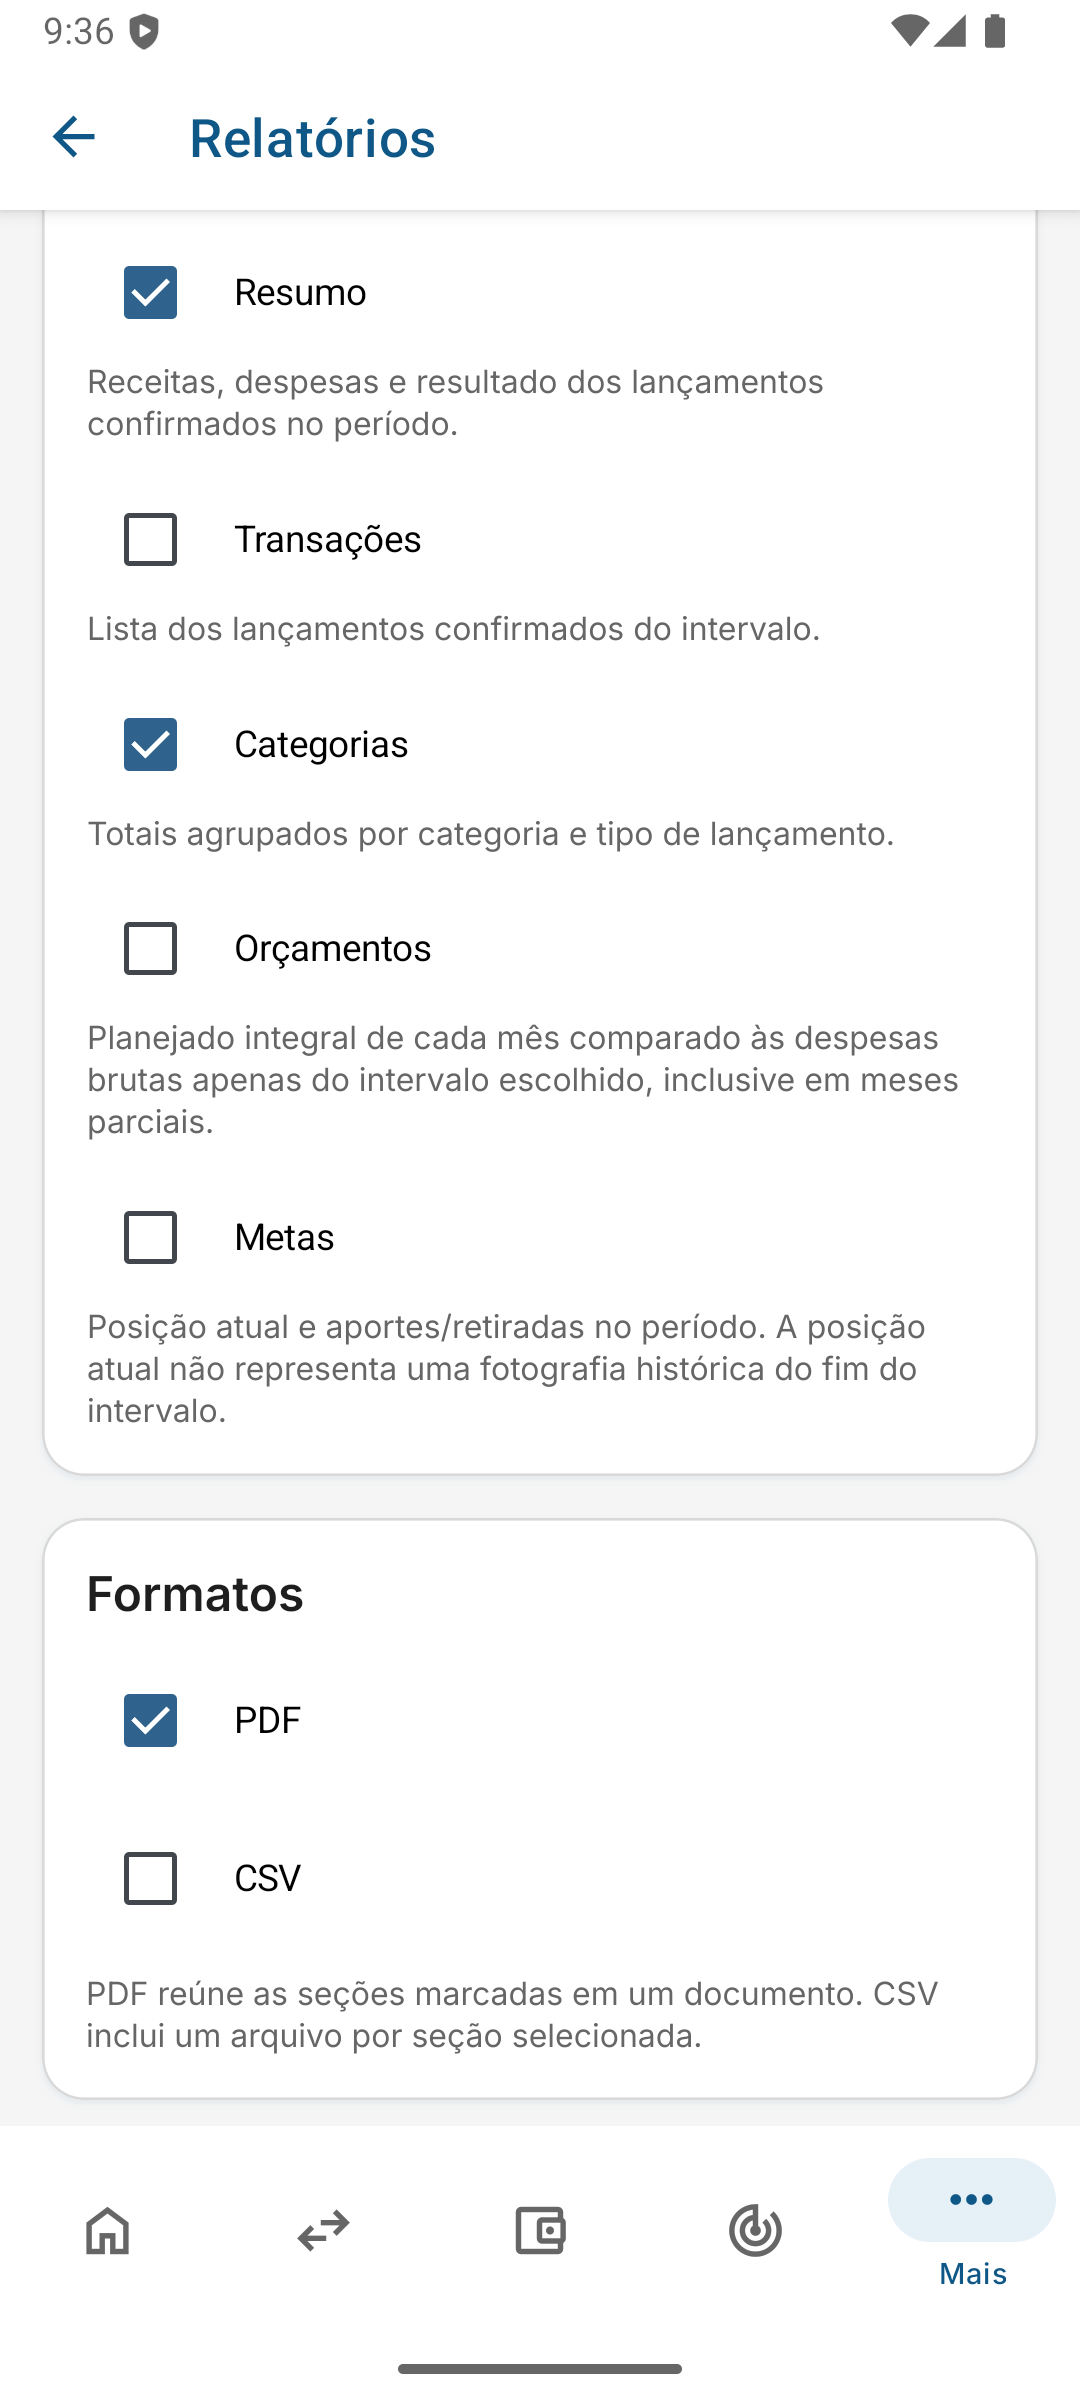 9:36
Relatórios
Resumo
Receitas, despesas e resultado dos lançamentos
confirmados no período.
Transações
Lista dos lançamentos confirmados do intervalo.
Categorias
Totais agrupados por categoria e tipo de lançamento.
Orçamentos
Planejado integral de cada mês comparado às despesas
brutas apenas do intervalo escolhido, inclusive em meses
parciais.
Metas
Posição atual e aportes/retiradas no período. A posição
atual não representa uma fotografia histórica do fim do
intervalo.
Formatos
PDF
CSV
PDF reúne as seções marcadas em um documento. CSV
inclui um arquivo por seção selecionada.
Mais